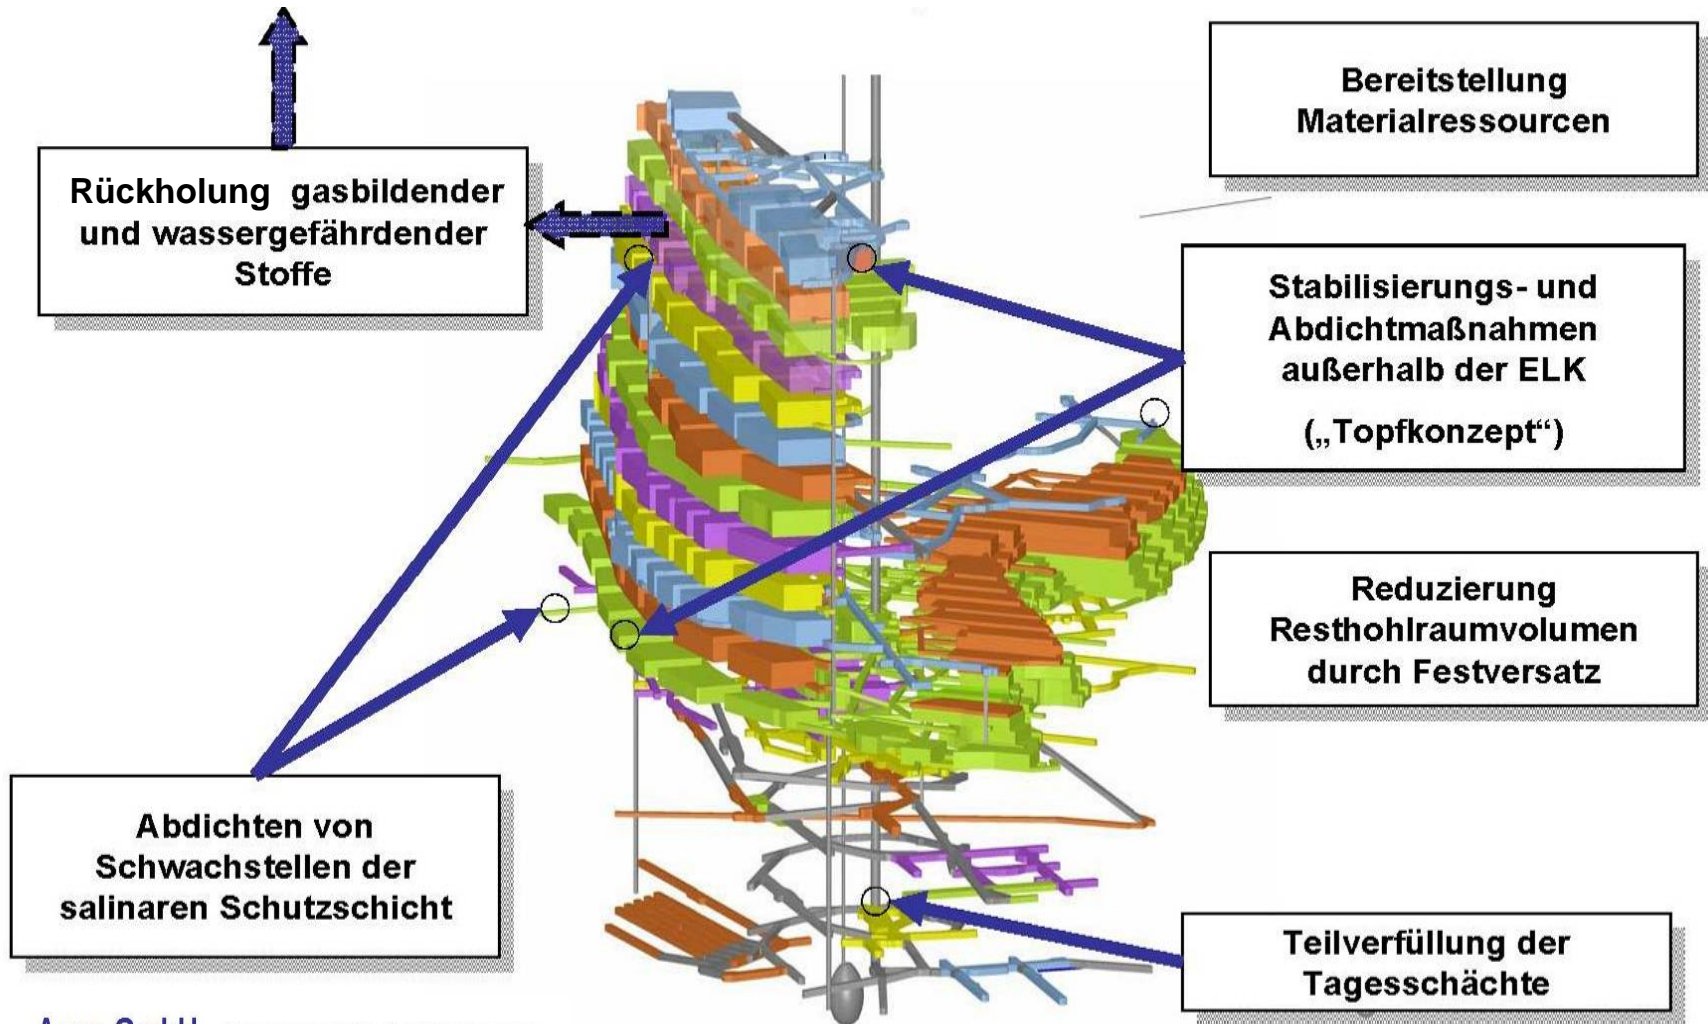 Bereitstellung
Materialressourcen
Rückholung gasbildender
und wassergefährdender
Stoffe
Stabilisierungs- und
Abdichtmaßnahmen
außerhalb der ELK
(„Topfkonzept“)
Reduzierung
Resthohlraumvolumen
durch Festversatz
Abdichten von
Schwachstellen der
salinaren Schutzschicht
Teilverfüllung der
Tagesschächte